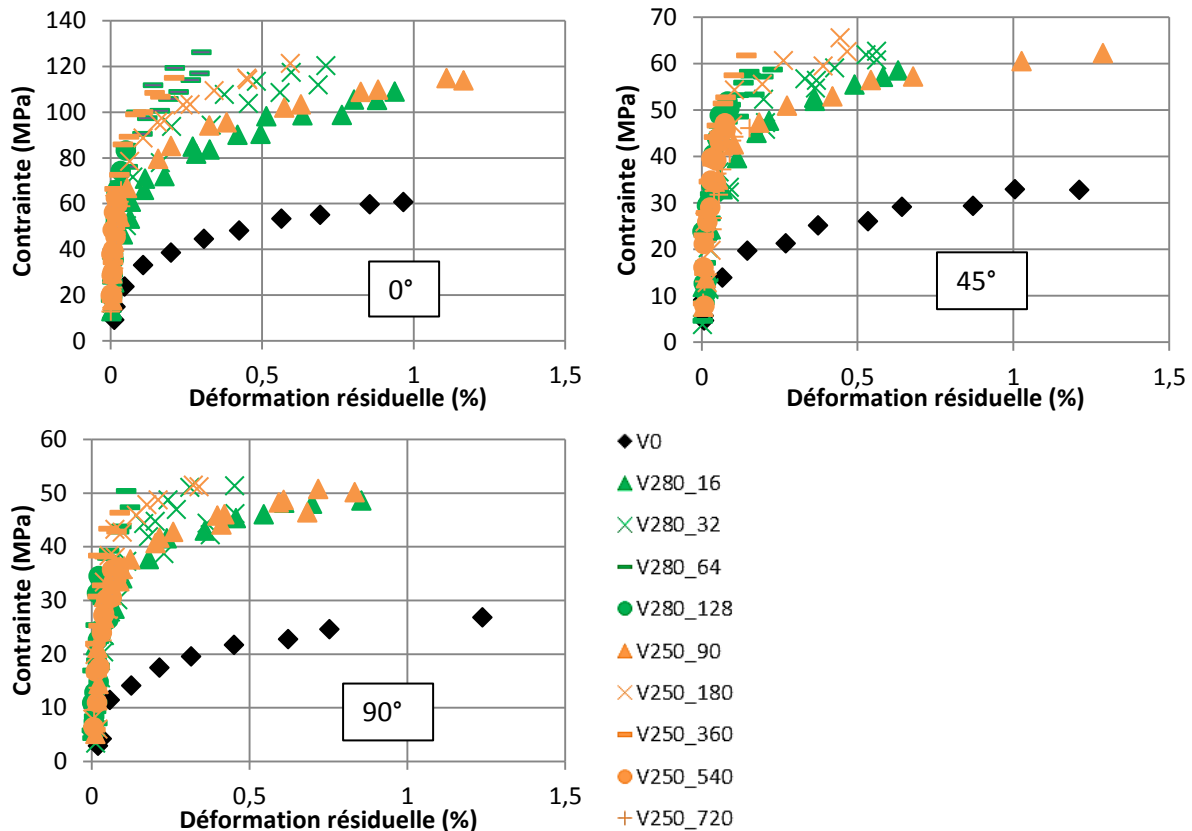 140
120
100
80
60
40
20
0
Contrainte (MPa)
0°
0 0,5 1 1,5
Déformation résiduelle (%)
70
60
50
40
30
20
10
0
Contrainte (MPa)
45°
0 0,5 1 1,5
Déformation résiduelle (%)
60
50
40
30
20
10
0
Contrainte (MPa)
90°
0 0,5 1 1,5
Déformation résiduelle (%)
V0
V280_16
V280_32
V280_64
V280_128
V250_90
V250_180
V250_360
V250_540
V250_720